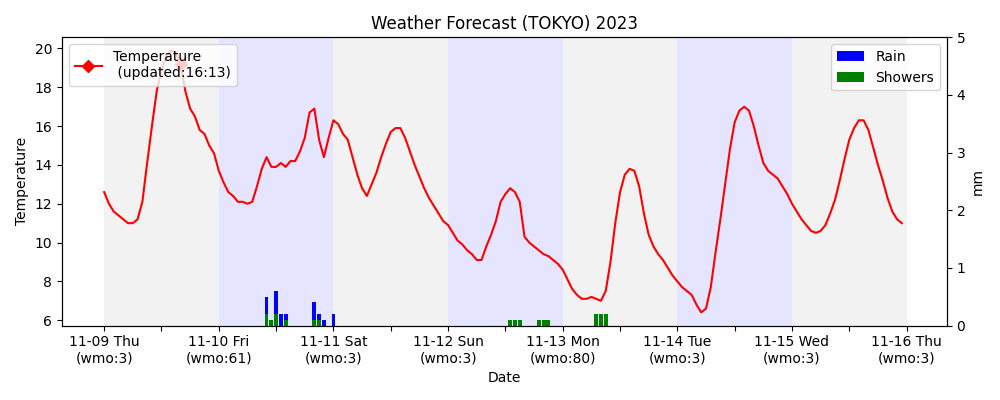 Weather Forecast (TOKYO) 2023
Temperature
(updated:16:13)
Rain
Showers
Temperature
20
18
16
14
12
10
8
6
5
4
3
2
1
0
mm
11-09 Thu
(wmo:3)
11-10 Fri
(wmo:61)
11-11 Sat
(wmo:3)
11-12 Sun
(wmo:3)
11-13 Mon
(wmo:80)
11-14 Tue
(wmo:3)
11-15 Wed
(wmo:3)
11-16 Thu
(wmo:3)
Date